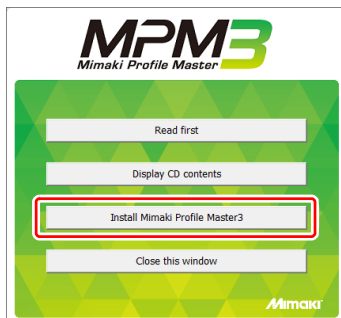 MPM3
Mimaki Profile Master
Read first
Display CD contents
Install Mimaki Profile Master3
Close this window
Mimaki